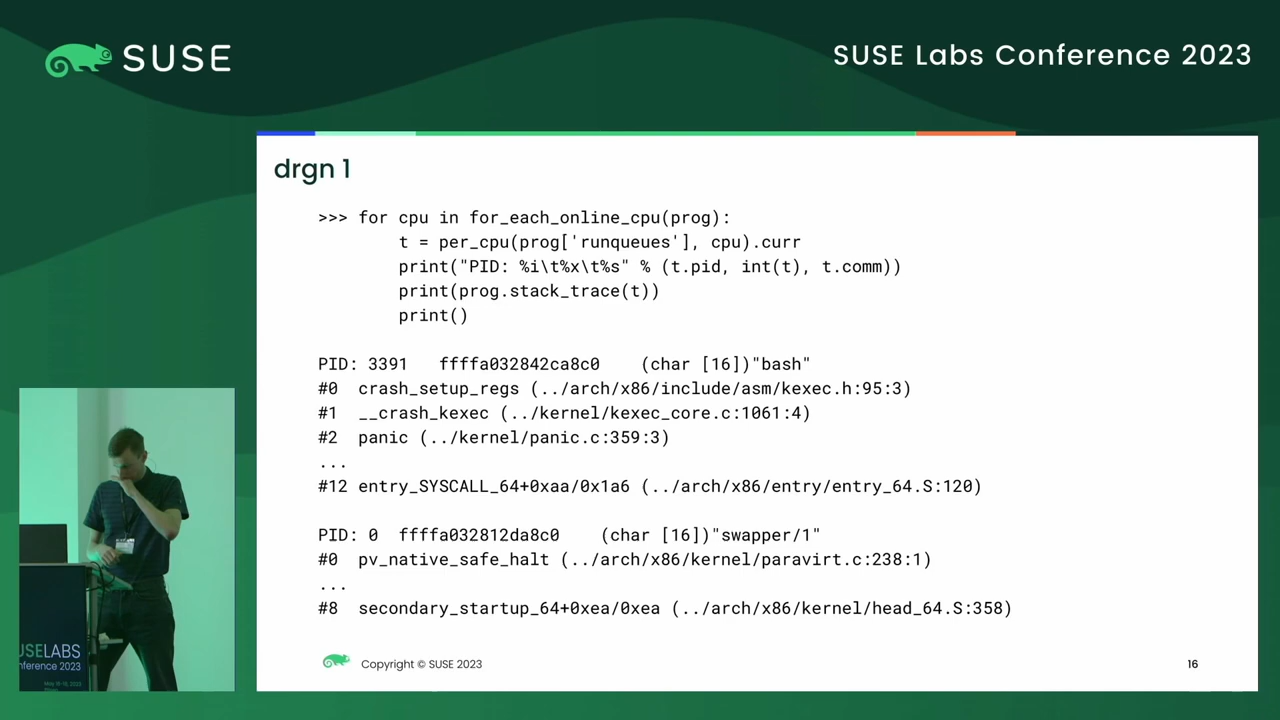 SUSE
SUSE Labs Conference 2023
drgn 1
>>> for cpu in for_each_online_cpu(prog):
        t = per_cpu(prog['runqueues'], cpu).curr
        print("PID: %i\t%x\t%s" % (t.pid, int(t), t.comm))
        print(prog.stack_trace(t))
        print()
PID: 3391   ffffa032842ca8c0    (char [16])"bash"
#0  crash_setup_regs (../arch/x86/include/asm/kexec.h:95:3)
#1  __crash_kexec (../kernel/kexec_core.c:1061:4)
#2  panic (../kernel/panic.c:359:3)
...
#12 entry_SYSCALL_64+0xaa/0x1a6 (../arch/x86/entry/entry_64.S:120)
PID: 0  ffffa032812da8c0    (char [16])"swapper/1"
#0  pv_native_safe_halt (../arch/x86/kernel/paravirt.c:238:1)
...
#8  secondary_startup_64+0xea/0xea (../arch/x86/kernel/head_64.S:358)
Copyright © SUSE 2023
16
USELABS
nference 2023